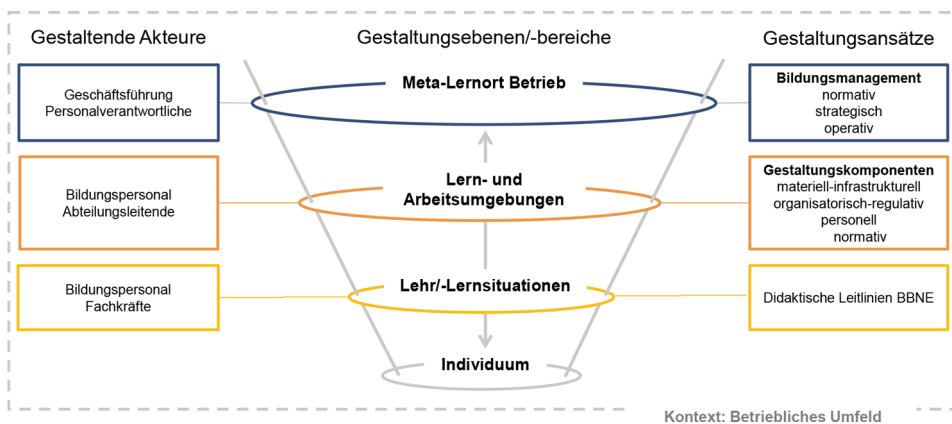 Gestaltende Akteure
Gestaltungsebenen/-bereiche
Gestaltungsansätze
Geschäftsführung
Personalverantwortliche
Meta-Lernort Betrieb
Bildungsmanagement
normativ
strategisch
operativ
Bildungspersonal
Abteilungsleitende
Lern- und
Arbeitsumgebungen
Gestaltungskomponenten
materiell-infrastrukturell
organisatorisch-regulativ
personell
normativ
Bildungspersonal
Fachkräfte
Lehr/-Lernsituationen
Didaktische Leitlinien BBNE
Individuum
Kontext: Betriebliches Umfeld